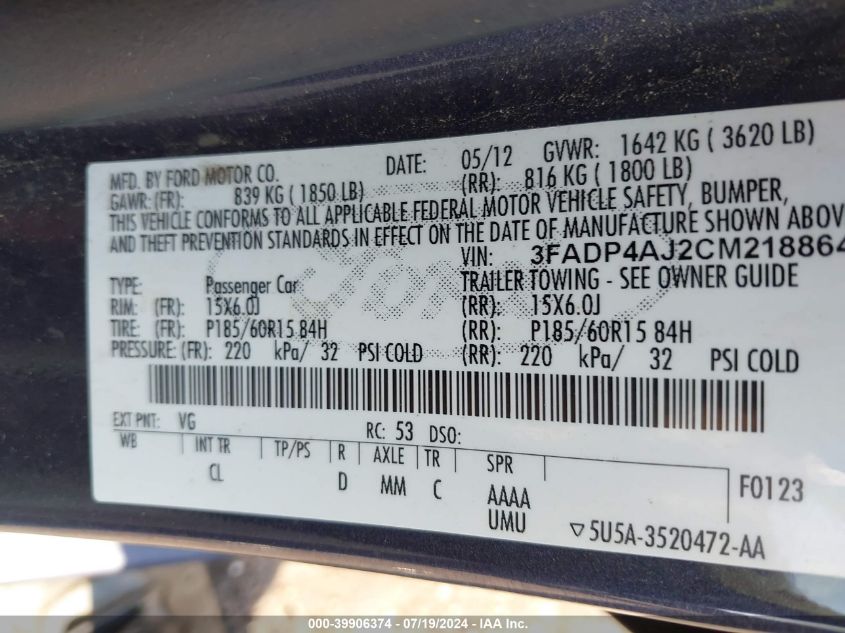 MFD. BY FORD MOTOR CO. DATE: 05/12 GVWR: 1642 KG ( 3620 LB)
GAWR: (FR): 839 KG ( 1850 LB) (RR): 816 KG ( 1800 LB)
THIS VEHICLE CONFORMS TO ALL APPLICABLE FEDERAL MOTOR VEHICLE SAFETY, BUMPER,
AND THEFT PREVENTION STANDARDS IN EFFECT ON THE DATE OF MANUFACTURE SHOWN ABOV
VIN: 3FADP4AJ2CM218864
TYPE: Passenger Car TRAILER TOWING - SEE OWNER GUIDE
RIM: (FR): 15X6.0J (RR): 15X6.0J
TIRE: (FR): P185/60R15 84H (RR): P185/60R15 84H
PRESSURE: (FR): 220 kPa/ 32 PSI COLD (RR): 220 kPa/ 32 PSI COLD
EXT PNT: VG RC: 53 DSO:
WB INT TR TP/PS R AXLE TR SPR
CL D MM C AAAA F0123
UMU ▽5U5A-3520472-AA
000-39906374 / 07/19/2024 - IAA Inc.